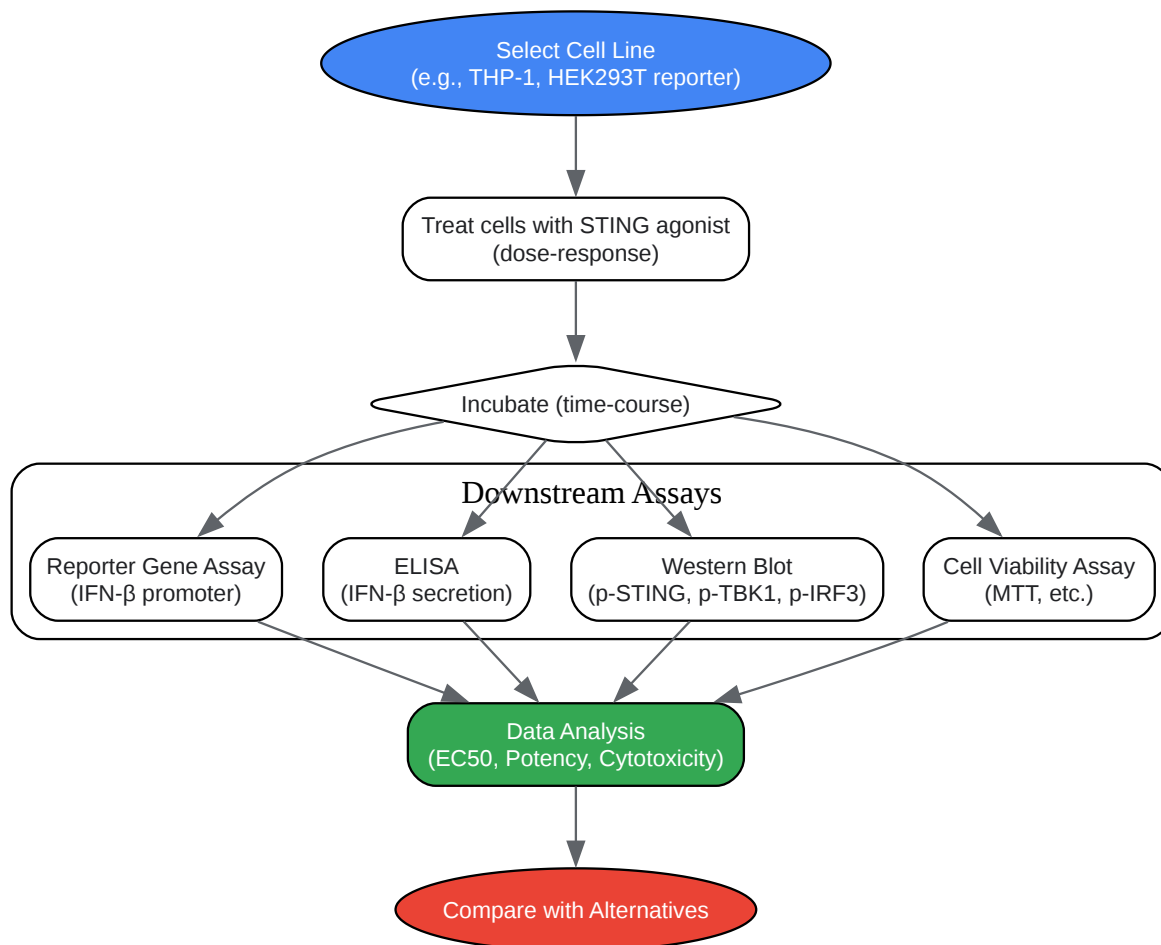 Select Cell Line
(e.g., THP-1, HEK293T reporter)
Treat cells with STING agonist
(dose-response)
Incubate (time-course)
Downstream Assays
Reporter Gene Assay
(IFN-β promoter)
ELISA
(IFN-β secretion)
Western Blot
(p-STING, p-TBK1, p-IRF3)
Cell Viability Assay
(MTT, etc.)
Data Analysis
(EC50, Potency, Cytotoxicity)
Compare with Alternatives